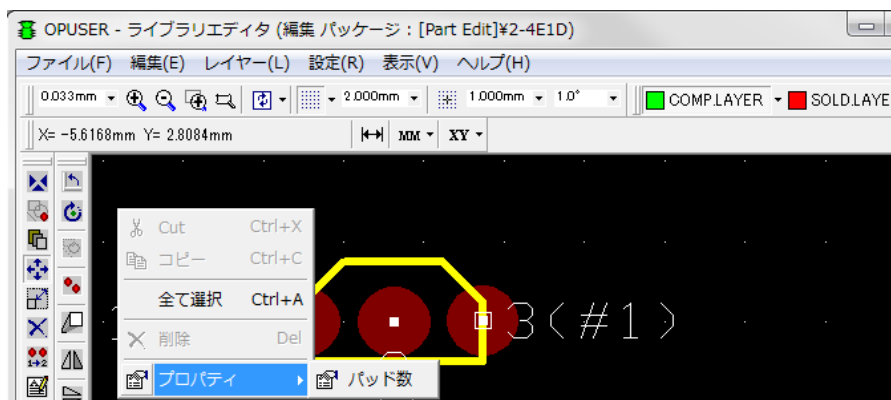 OPUSER - ライブラリエディタ (編集 パッケージ : [Part Edit]¥2-4E1D)
ファイル(F) 編集(E) レイヤー(L) 設定(R) 表示(V) ヘルプ(H)
0.033mm 2.000mm 1.000mm 1.0° COMP.LAYER SOLD.LAYE
X= -5.6168mm Y= 2.8084mm MM XY
Cut Ctrl+X
コピー Ctrl+C
全て選択 Ctrl+A
3(#1)
削除 Del
プロパティ パッド数